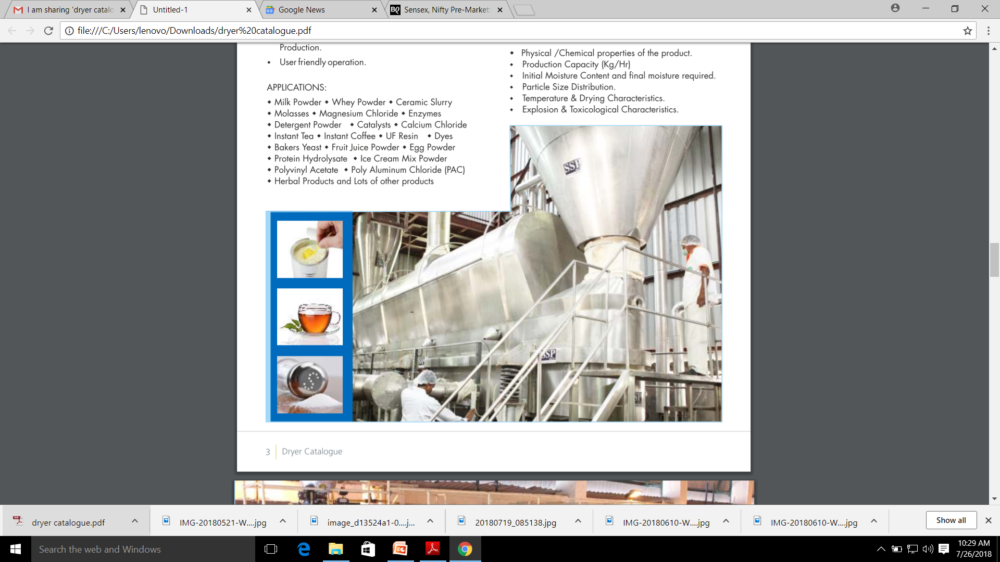 I am sharing 'dryer catalo
Untitled-1
Google News
BQ Sensex, Nifty Pre-Market:
file:///C:/Users/lenovo/Downloads/dryer%20catalogue.pdf
Production.
• User friendly operation.
APPLICATIONS:
• Milk Powder • Whey Powder • Ceramic Slurry
• Molasses • Magnesium Chloride • Enzymes
• Detergent Powder • Catalysts • Calcium Chloride
• Instant Tea • Instant Coffee • UF Resin • Dyes
• Bakers Yeast • Fruit Juice Powder • Egg Powder
• Protein Hydrolysate • Ice Cream Mix Powder
• Polyvinyl Acetate • Poly Aluminum Chloride (PAC)
• Herbal Products and Lots of other products
• Physical /Chemical properties of the product.
• Production Capacity (Kg/Hr)
• Initial Moisture Content and final moisture required.
• Particle Size Distribution.
• Temperature & Drying Characteristics.
• Explosion & Toxicological Characteristics.
SSP
SSP
3 Dryer Catalogue
dryer catalogue.pdf
IMG-20180521-W....jpg
image_d13524a1-0....j...
20180719_085138.jpg
IMG-20180610-W....jpg
IMG-20180610-W....jpg
Show all
Search the web and Windows
10:29 AM
7/26/2018